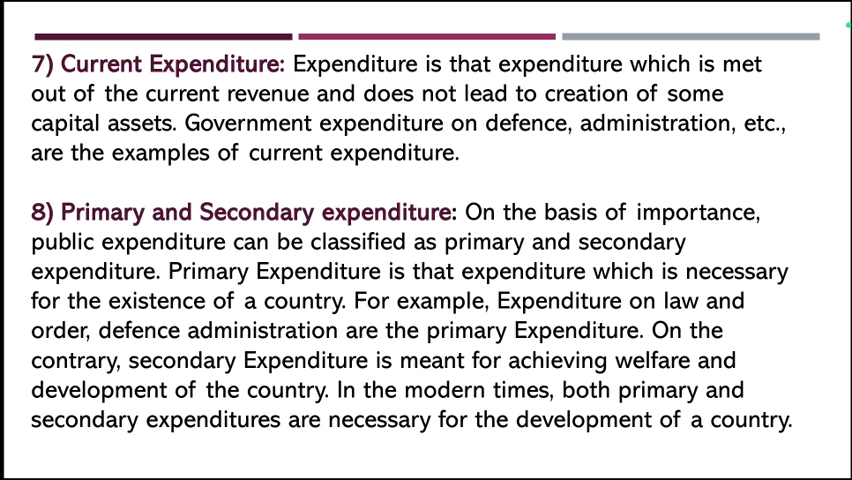 7) Current Expenditure: Expenditure is that expenditure which is met
out of the current revenue and does not lead to creation of some
capital assets. Government expenditure on defence, administration, etc.,
are the examples of current expenditure.
8) Primary and Secondary expenditure: On the basis of importance,
public expenditure can be classified as primary and secondary
expenditure. Primary Expenditure is that expenditure which is necessary
for the existence of a country. For example, Expenditure on law and
order, defence administration are the primary Expenditure. On the
contrary, secondary Expenditure is meant for achieving welfare and
development of the country. In the modern times, both primary and
secondary expenditures are necessary for the development of a country.